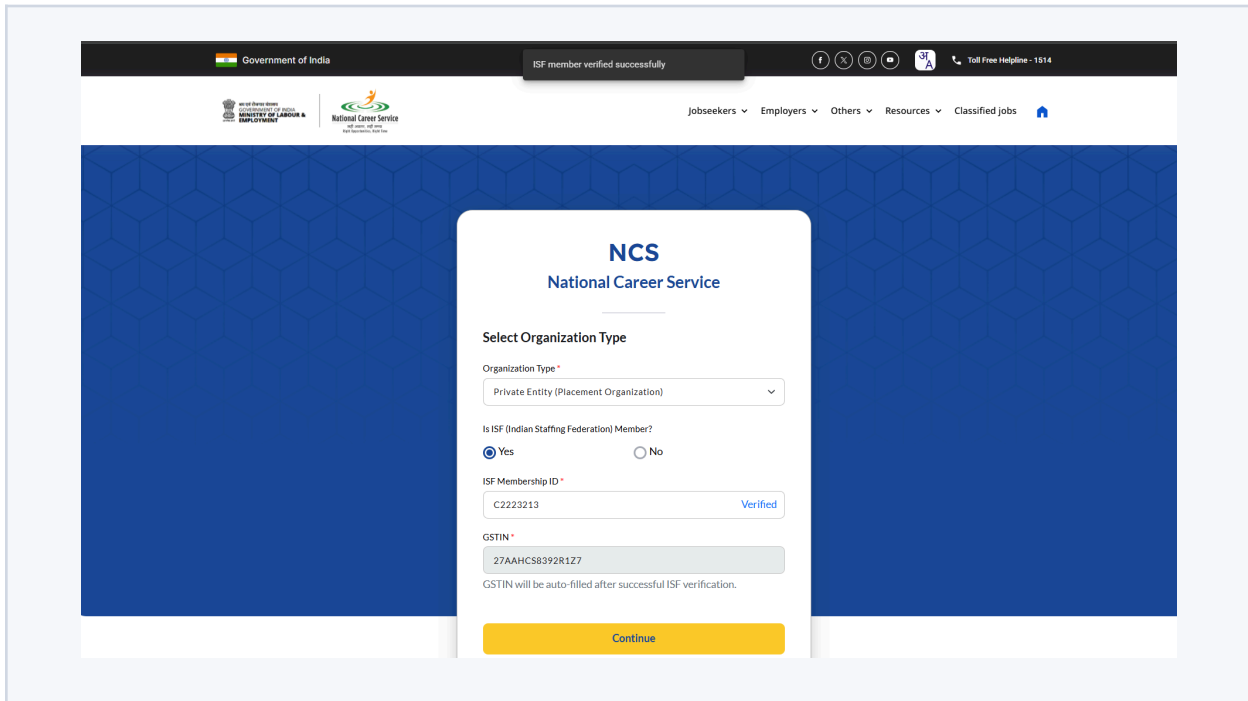 Government of India
ISF member verified successfully
अ
A
Toll Free Helpline - 1514
GOVERNMENT OF INDIA
MINISTRY OF LABOUR &
EMPLOYMENT
National Career Service
Jobseekers
Employers
Others
Resources
Classified jobs
NCS
National Career Service
Select Organization Type
Organization Type *
Private Entity (Placement Organization)
Is ISF (Indian Staffing Federation) Member?
Yes
No
ISF Membership ID *
C2223213
Verified
GSTIN *
27AAHCS8392R1Z7
GSTIN will be auto-filled after successful ISF verification.
Continue